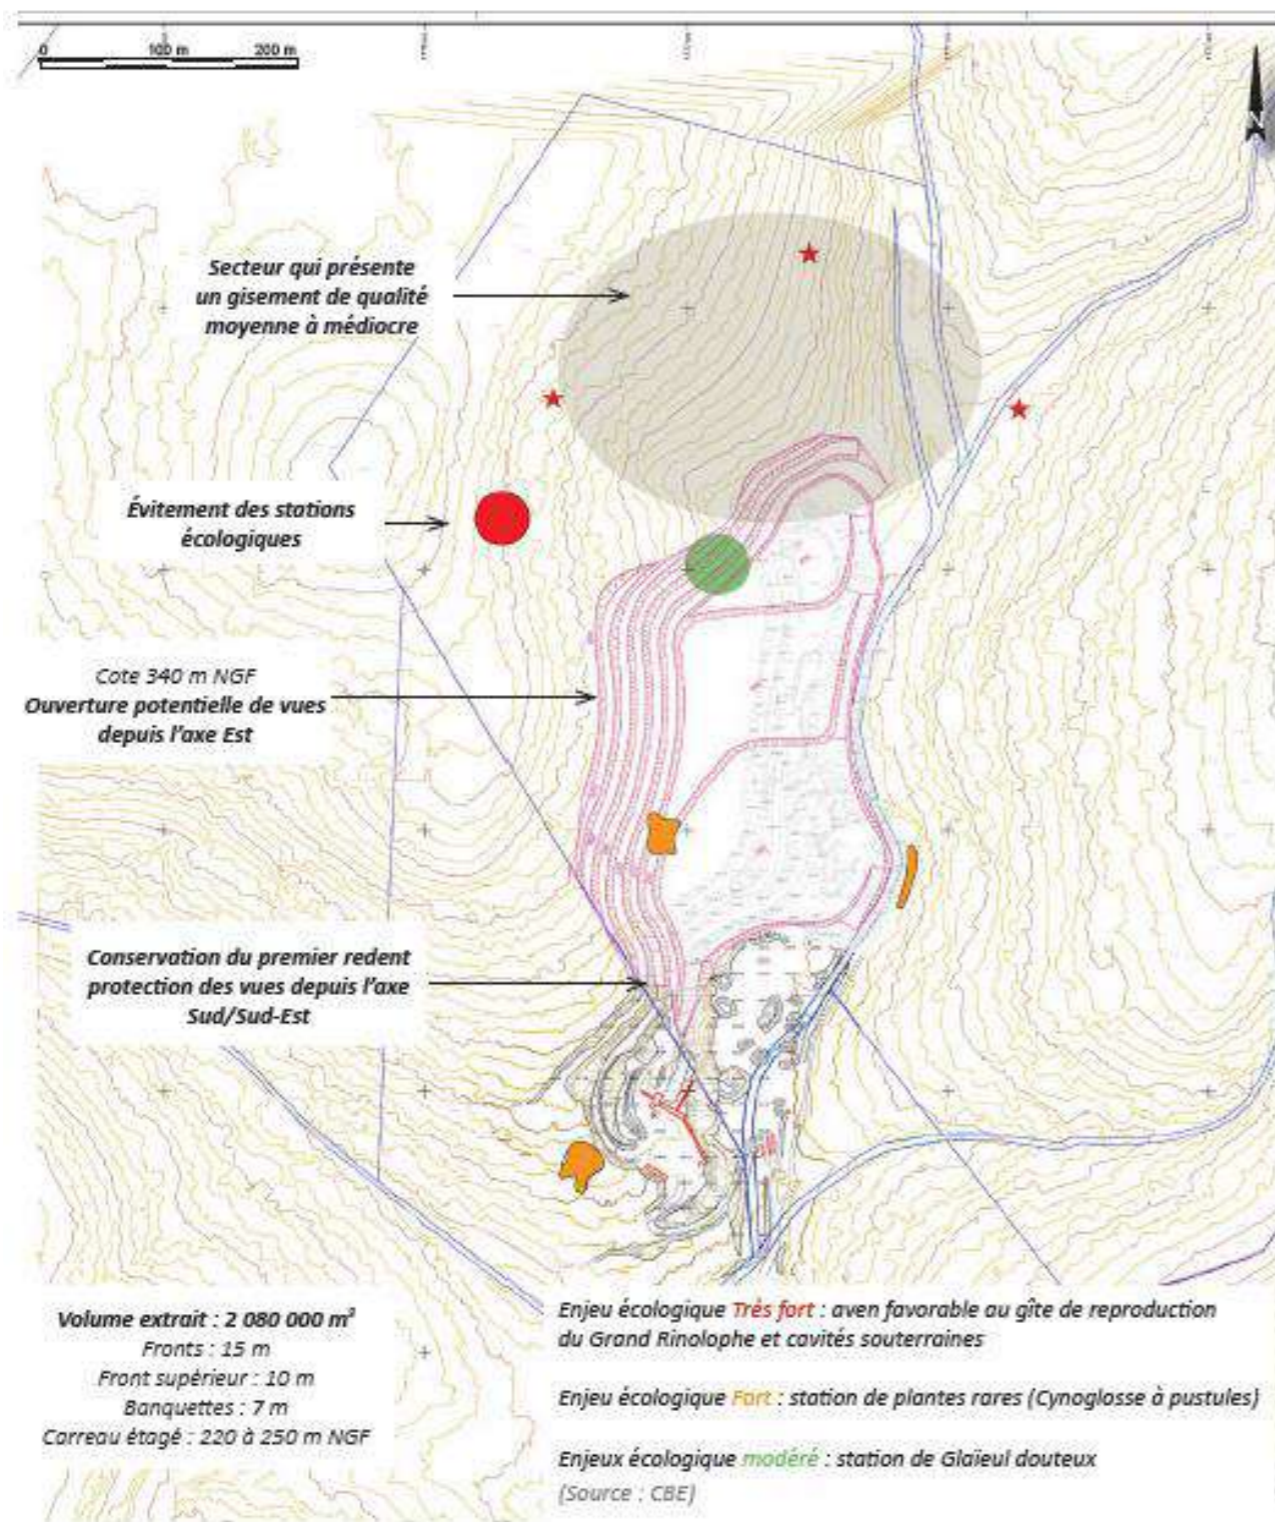 0 100 m 200 m
N
Secteur qui présente
un gisement de qualité
moyenne à médiocre
Évitement des stations
écologiques
Cote 340 m NGF
Ouverture potentielle de vues
depuis l'axe Est
Conservation du premier redent
protection des vues depuis l'axe
Sud/Sud-Est
Volume extrait : 2 080 000 m³
Fronts : 15 m
Front supérieur : 10 m
Banquettes : 7 m
Carreau étagé : 220 à 250 m NGF
Enjeu écologique Très fort : aven favorable au gîte de reproduction
du Grand Rinolophe et cavités souterraines
Enjeu écologique Fort : station de plantes rares (Cynoglosse à pustules)
Enjeux écologique modéré : station de Glaïeul douteux
(Source : CBE)